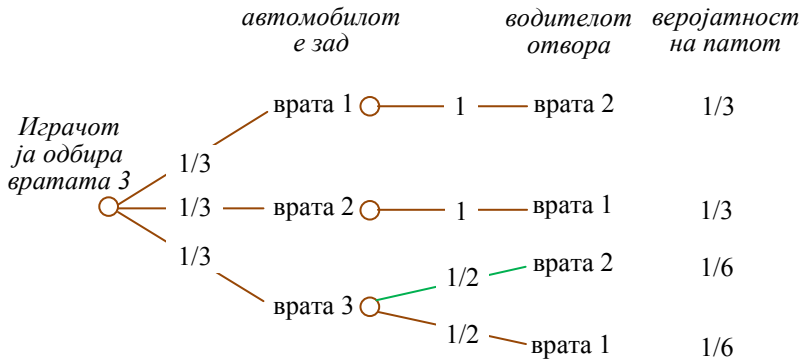 автомобилот
е зад
водителот
отвора
веројатност
на патот
Играчот
ја одбира
вратата 3
1/3
врата 1
1
врата 2
1/3
1/3
врата 2
1
врата 1
1/3
1/3
врата 3
1/2
врата 2
1/6
1/2
врата 1
1/6